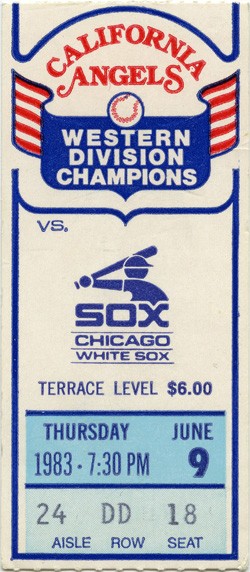 CALIFORNIA
ANGELS
WESTERN
DIVISION
CHAMPIONS
VS.
SOX
CHICAGO
WHITE SOX
TERRACE LEVEL $6.00
THURSDAY JUNE
1983 · 7:30 PM 9
24 DD 18
AISLE ROW SEAT